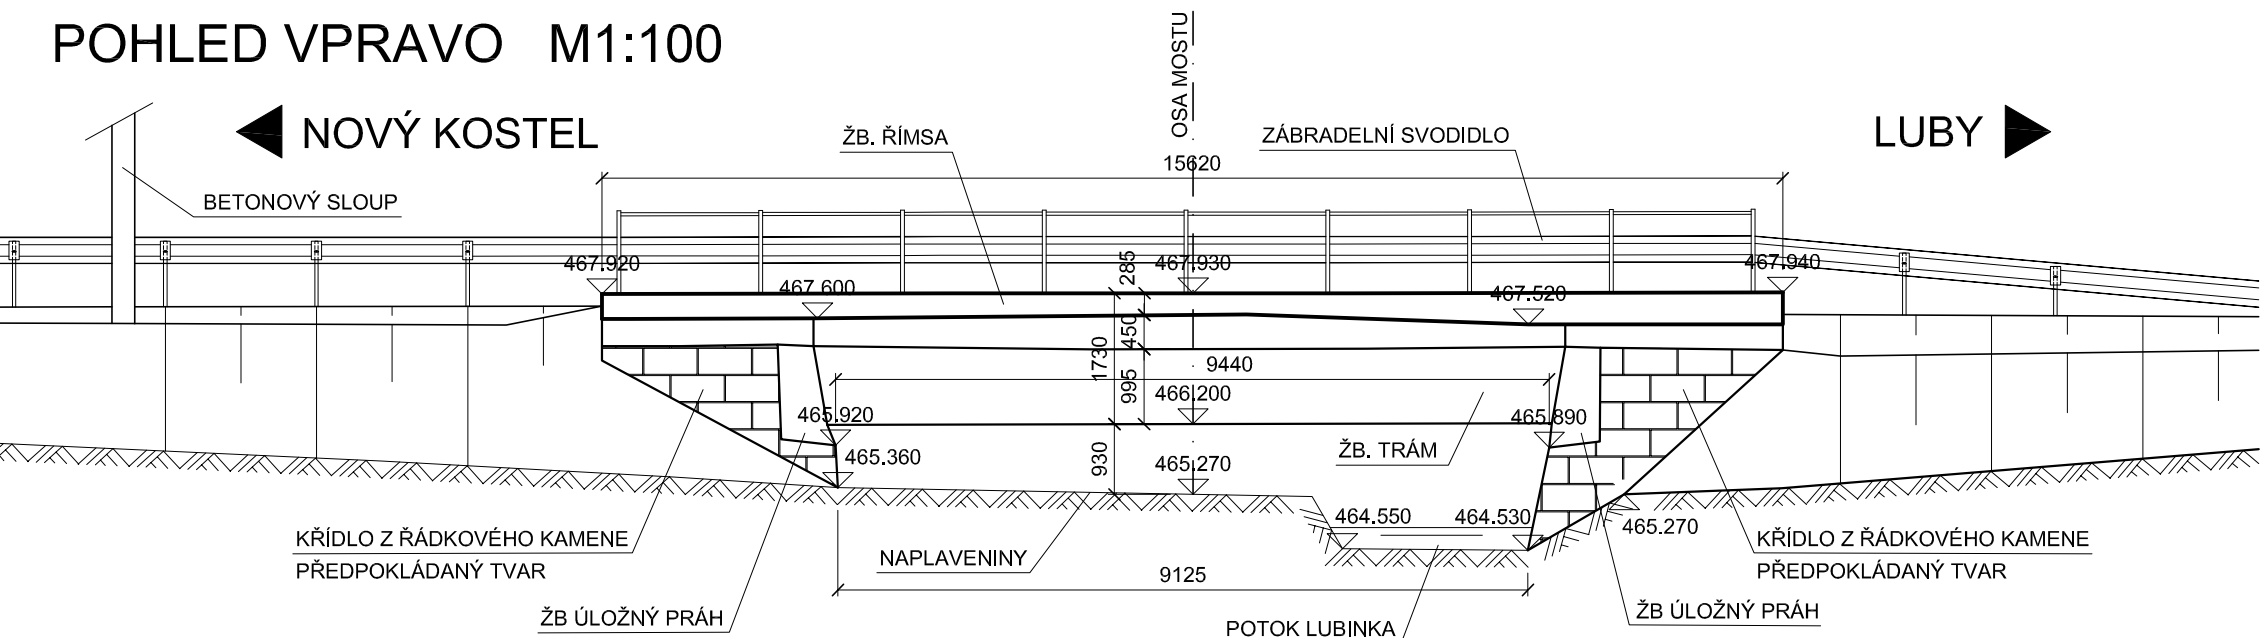 POHLED VPRAVO M1:100
OSA MOSTU
NOVÝ KOSTEL
LUBY
ŽB. ŘÍMSA
ZÁBRADELNÍ SVODIDLO
15620
BETONOVÝ SLOUP
467.920
285
467.930
467.940
467.600
467.520
450
1730
9440
995
466.200
465.920
465.890
ŽB. TRÁM
465.360
930
465.270
464.550
464.530
465.270
KŘÍDLO Z ŘÁDKOVÉHO KAMENE
PŘEDPOKLÁDANÝ TVAR
NAPLAVENINY
KŘÍDLO Z ŘÁDKOVÉHO KAMENE
PŘEDPOKLÁDANÝ TVAR
9125
ŽB ÚLOŽNÝ PRÁH
POTOK LUBINKA
ŽB ÚLOŽNÝ PRÁH